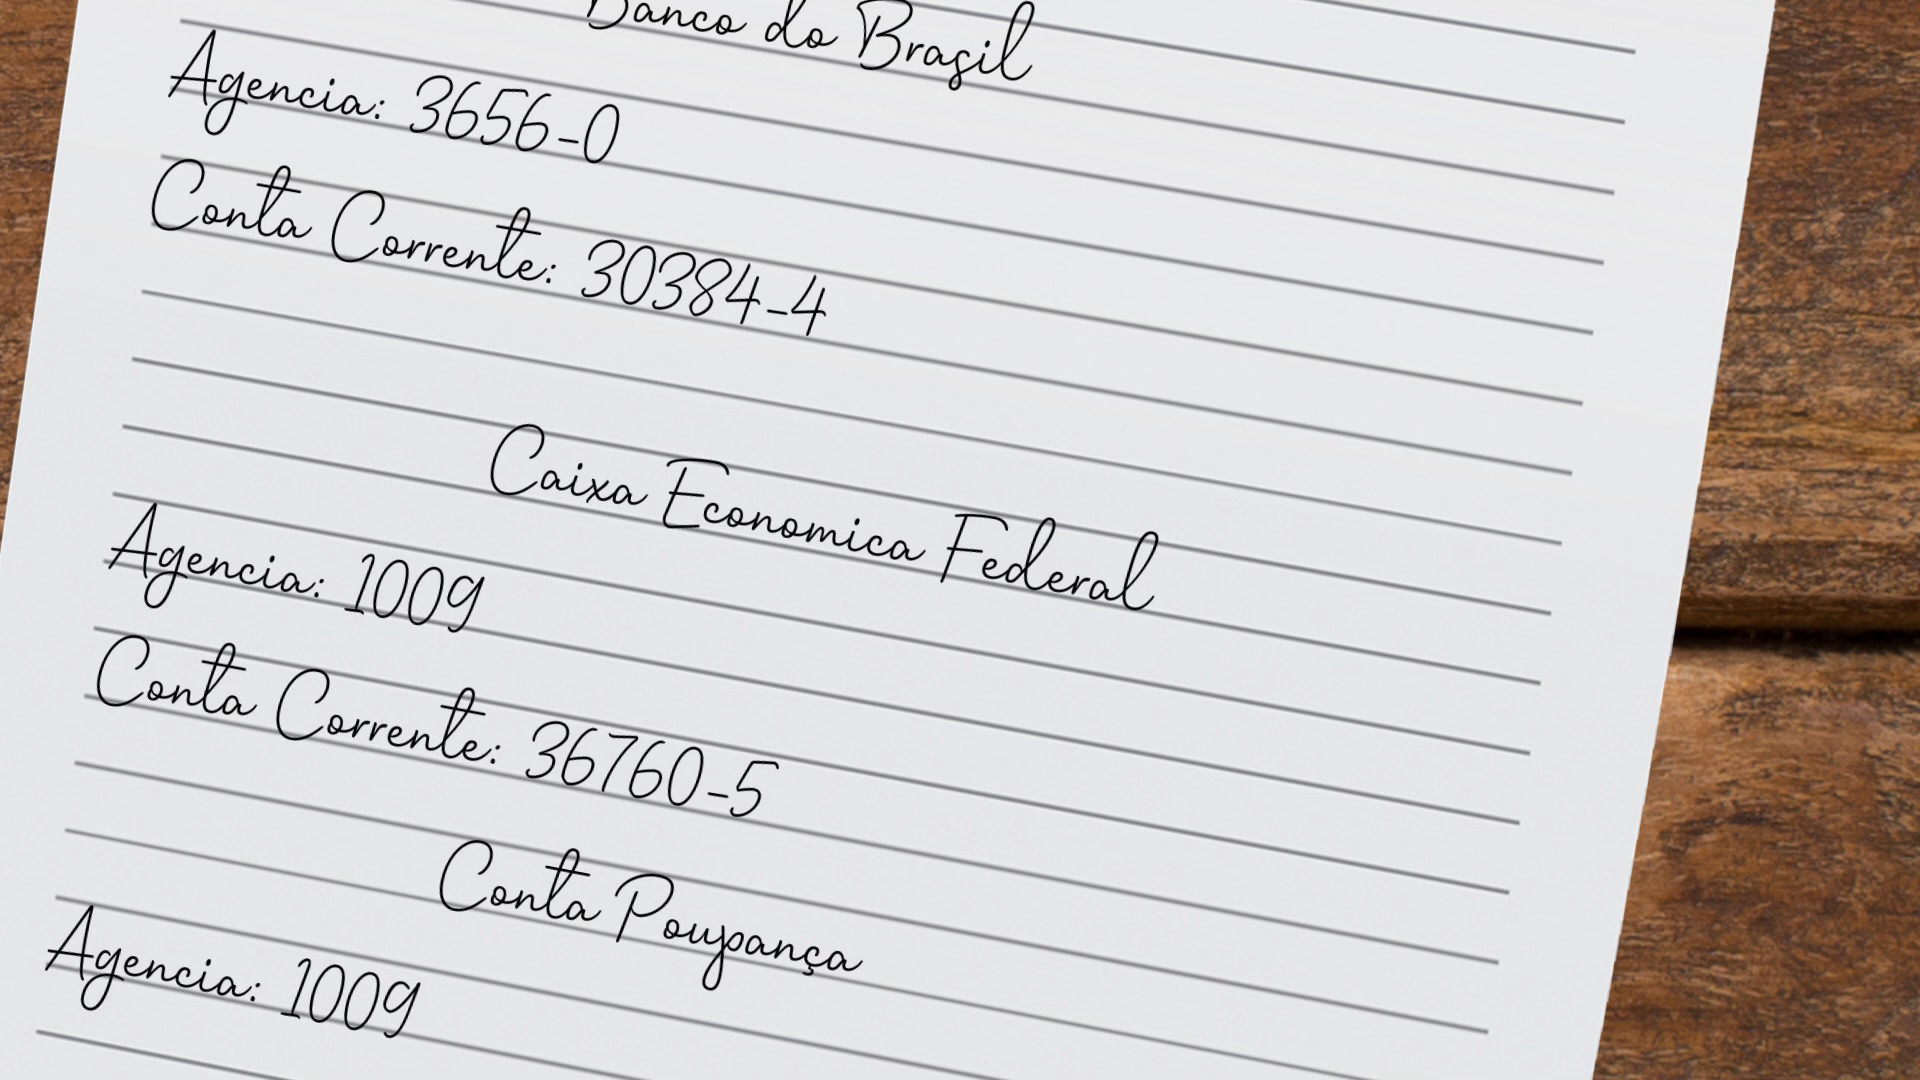 Banco do Brasil
Agencia: 3656-0
Conta Corrente: 30384-4
Caixa Economica Federal
Agencia: 1009
Conta Corrente: 36760-5
Conta Poupança
Agencia: 1009